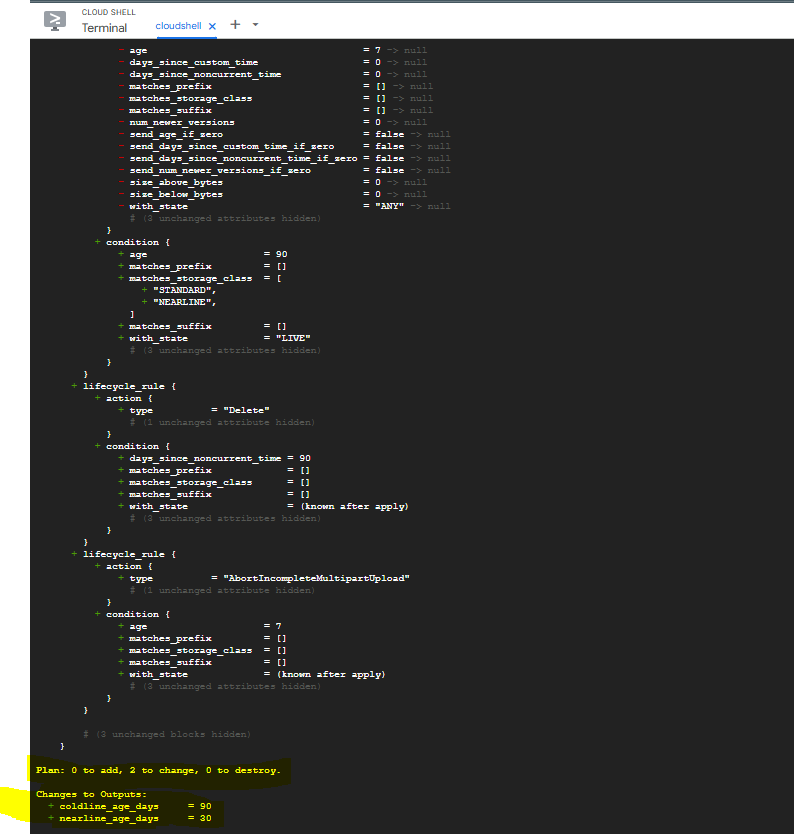 CLOUD SHELL
Terminal
cloudshell × + ▾
- age = 7 -> null
- days_since_custom_time = 0 -> null
- days_since_noncurrent_time = 0 -> null
- matches_prefix = [] -> null
- matches_storage_class = [] -> null
- matches_suffix = [] -> null
- num_newer_versions = 0 -> null
- send_age_if_zero = false -> null
- send_days_since_custom_time_if_zero = false -> null
- send_days_since_noncurrent_time_if_zero = false -> null
- send_num_newer_versions_if_zero = false -> null
- size_above_bytes = 0 -> null
- size_below_bytes = 0 -> null
- with_state = "ANY" -> null
# (3 unchanged attributes hidden)
}
+ condition {
+ age = 90
+ matches_prefix = []
+ matches_storage_class = [
+ "STANDARD",
+ "NEARLINE",
]
+ matches_suffix = []
+ with_state = "LIVE"
# (3 unchanged attributes hidden)
}
}
+ lifecycle_rule {
+ action {
+ type = "Delete"
# (1 unchanged attribute hidden)
}
+ condition {
+ days_since_noncurrent_time = 90
+ matches_prefix = []
+ matches_storage_class = []
+ matches_suffix = []
+ with_state = (known after apply)
# (3 unchanged attributes hidden)
}
}
+ lifecycle_rule {
+ action {
+ type = "AbortIncompleteMultipartUpload"
# (1 unchanged attribute hidden)
}
+ condition {
+ age = 7
+ matches_prefix = []
+ matches_storage_class = []
+ matches_suffix = []
+ with_state = (known after apply)
# (3 unchanged attributes hidden)
}
}
# (3 unchanged blocks hidden)
}
Plan: 0 to add, 2 to change, 0 to destroy.
Changes to Outputs:
+ coldline_age_days = 90
+ nearline_age_days = 30